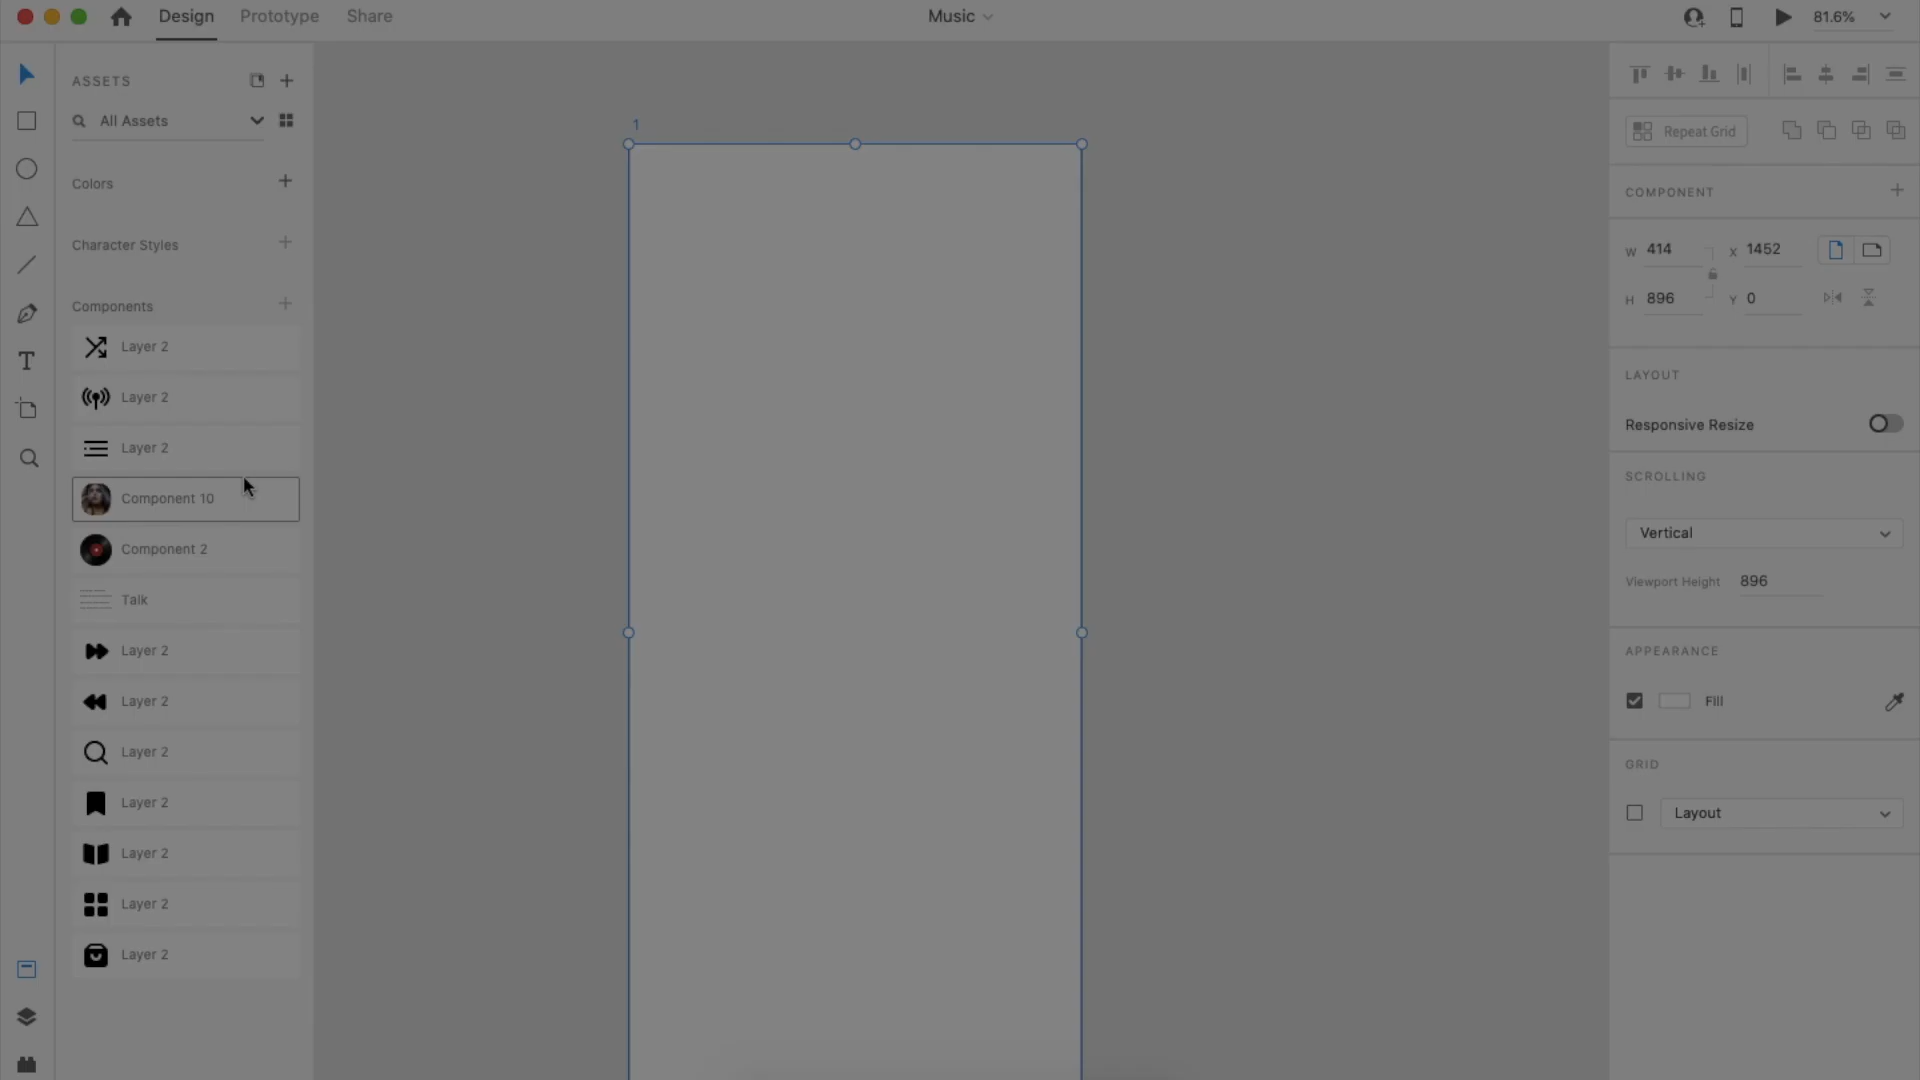 Design Prototype Share
Music
81.6%
ASSETS
All Assets
Colors
Character Styles
Components
Layer 2
Layer 2
Layer 2
Component 10
Component 2
Talk
Layer 2
Layer 2
Layer 2
Layer 2
Layer 2
Layer 2
Layer 2
1
Repeat Grid
COMPONENT
W 414 X 1452
H 896 Y 0
LAYOUT
Responsive Resize
SCROLLING
Vertical
Viewport Height 896
APPEARANCE
Fill
GRID
Layout